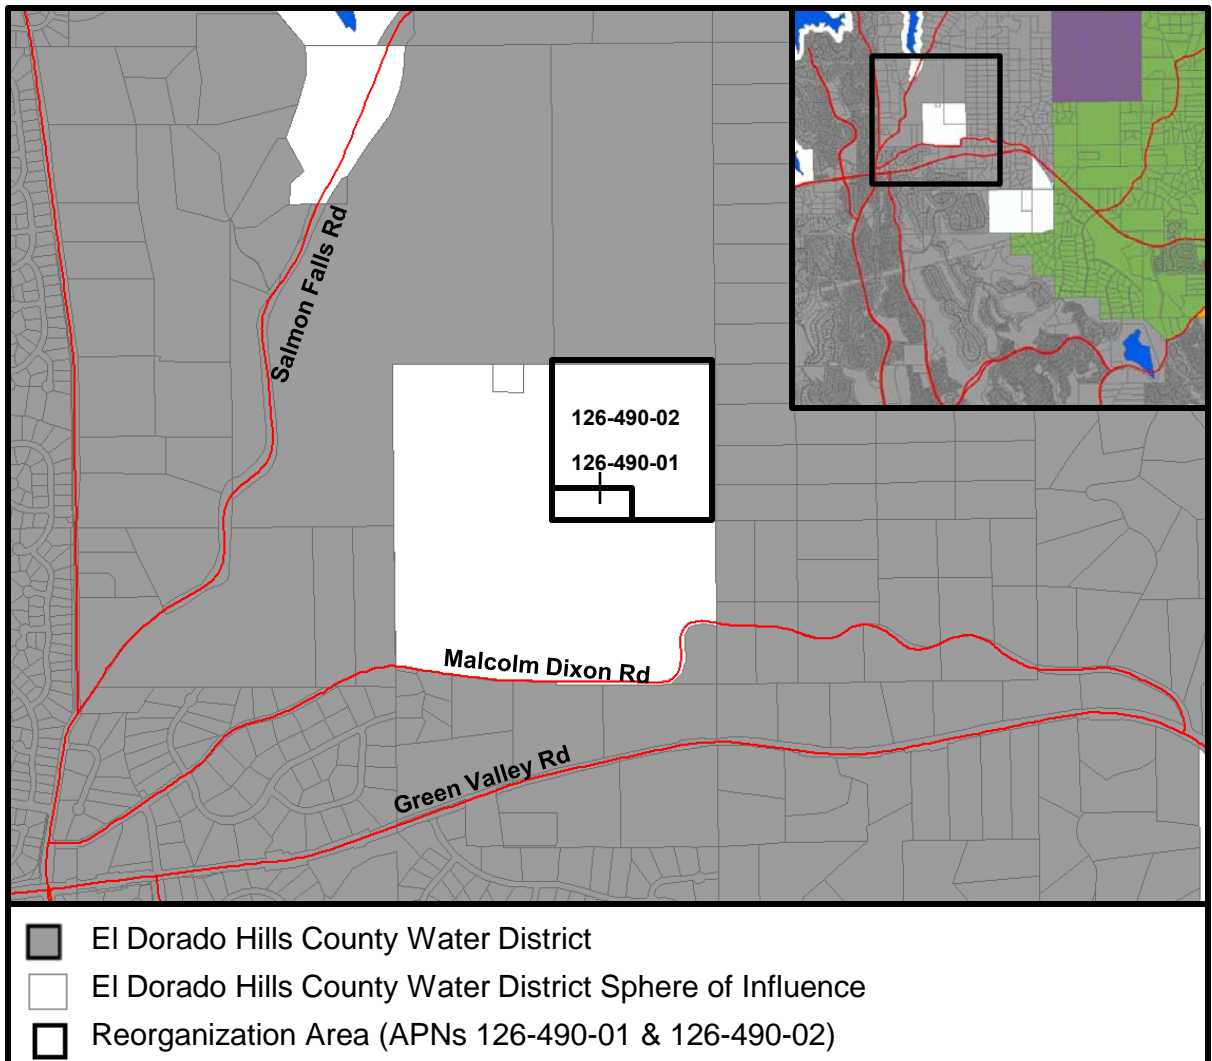 Salmon Falls Rd
126-490-02
126-490-01
Malcolm Dixon Rd
Green Valley Rd
El Dorado Hills County Water District
El Dorado Hills County Water District Sphere of Influence
Reorganization Area (APNs 126-490-01 & 126-490-02)